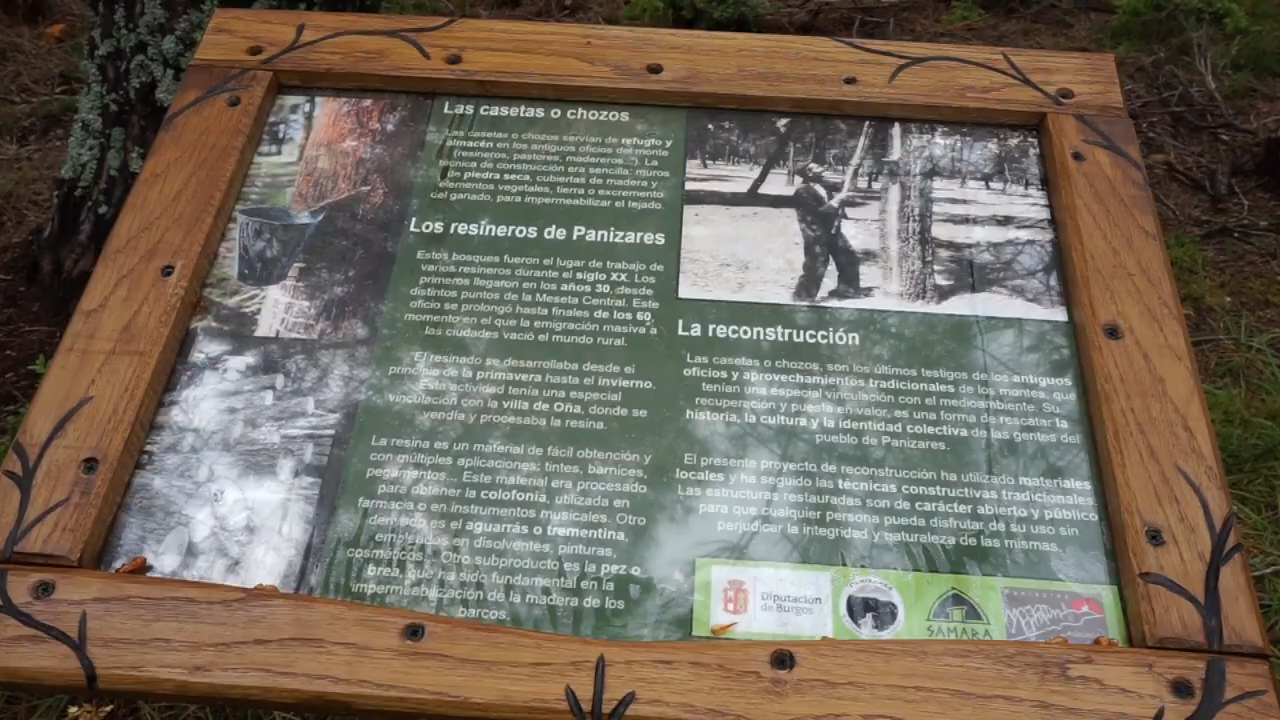 Las casetas o chozos
Las casetas o chozos servían de refugio y
almacén en los antiguos oficios del monte
(resineros, pastores, madereros...). La
técnica de construcción era sencilla: muros
de piedra seca, cubiertas de madera y
elementos vegetales, tierra o excremento
del ganado, para impermeabilizar el tejado.
Los resineros de Panizares
Estos bosques fueron el lugar de trabajo de
varios resineros durante el siglo XX. Los
primeros llegaron en los años 30, desde
distintos puntos de la Meseta Central. Este
oficio se prolongó hasta finales de los 60,
momento en el que la emigración masiva a
las ciudades vació el mundo rural.
El resinado se desarrollaba desde el
principio de la primavera hasta el invierno.
Esta actividad tenía una especial
vinculación con la villa de Oña, donde se
vendía y procesaba la resina.
La resina es un material de fácil obtención y
con múltiples aplicaciones: tintes, barnices,
pegamentos... Este material era procesado
para obtener la colofonia, utilizada en
farmacia o en instrumentos musicales. Otro
derivado es el aguarrás o trementina,
empleados en disolventes, pinturas,
cosméticos... Otro subproducto es la pez o
brea, que ha sido fundamental en la
impermeabilización de la madera de los
barcos.
La reconstrucción
Las casetas o chozos, son los últimos testigos de los antiguos
oficios y aprovechamientos tradicionales de los montes, que
tenían una especial vinculación con el medioambiente. Su
recuperación y puesta en valor, es una forma de rescatar la
historia, la cultura y la identidad colectiva de las gentes del
pueblo de Panizares.
El presente proyecto de reconstrucción ha utilizado materiales
locales y ha seguido las técnicas constructivas tradicionales.
Las estructuras restauradas son de carácter abierto y público
para que cualquier persona pueda disfrutar de su uso sin
perjudicar la integridad y naturaleza de las mismas.
Diputación
de Burgos
SAMARA